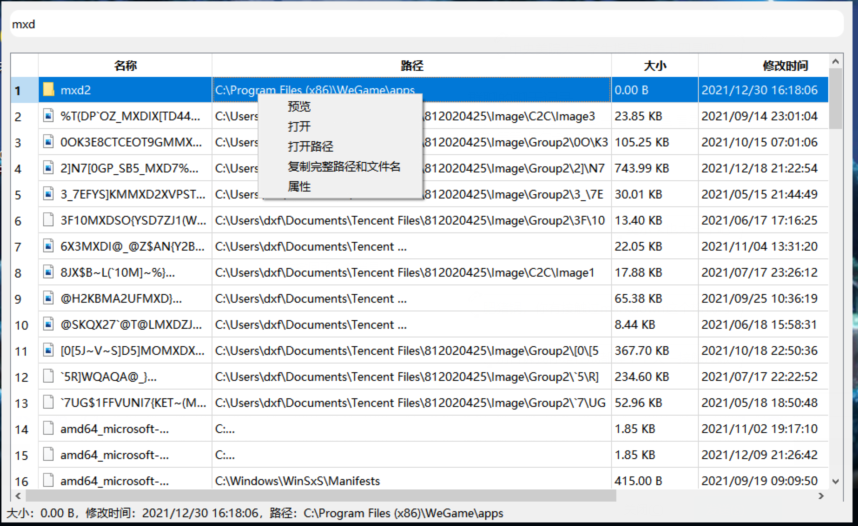 mxd
名称 路径 大小 修改时间
1 mxd2 C:\Program Files (x86)\WeGame\apps 0.00 B 2021/12/30 16:18:06
2 %T(DP`OZ_MXDIX[TD44... C:\Users 812020425\Image\C2C\Image3 23.85 KB 2021/09/14 23:01:04
3 0OK3E8CTCEOT9GMMX... C:\Users 812020425\Image\Group2\0O\K3 105.25 KB 2021/10/15 07:01:06
4 2]N7[0GP_SB5_MXD7%... C:\Users 812020425\Image\Group2\2]\N7 743.99 KB 2021/12/18 21:22:54
5 3_7EFYS]KMMXD2XVPST... C:\Users 812020425\Image\Group2\3_\7E 30.01 KB 2021/05/15 21:44:49
6 3F10MXDSO{YSD7ZJ1(W... C:\Users\dxf\Documents\Tencent Files\812020425\Image\Group2\3F\10 13.40 KB 2021/06/17 17:16:25
7 6X3MXDI@_@Z$AN{Y2B... C:\Users\dxf\Documents\Tencent ... 22.05 KB 2021/11/04 13:31:20
8 8JX$B~L(`10M]~%}... C:\Users\dxf\Documents\Tencent Files\812020425\Image\C2C\Image1 17.88 KB 2021/07/17 23:26:12
9 @H2KBMA2UFMXD}... C:\Users\dxf\Documents\Tencent ... 65.38 KB 2021/09/25 10:36:19
10 @SKQX27`@T@LMXDZJ... C:\Users\dxf\Documents\Tencent ... 8.44 KB 2021/06/18 15:58:31
11 [0[5J~V~S]D5]MOMXDX... C:\Users\dxf\Documents\Tencent Files\812020425\Image\Group2\[0\[5 367.70 KB 2021/10/18 22:50:36
12 `5R]WQAQA@_)... C:\Users\dxf\Documents\Tencent Files\812020425\Image\Group2\`5\R] 234.60 KB 2021/07/17 22:22:52
13 `7UG$1FFVUNI7{KET~(M... C:\Users\dxf\Documents\Tencent Files\812020425\Image\Group2\`7\UG 52.96 KB 2021/05/18 18:50:48
14 amd64_microsoft-... C:... 1.85 KB 2021/11/02 19:17:10
15 amd64_microsoft-... C:... 1.85 KB 2021/12/09 21:26:42
16 amd64_microsoft-... C:\Windows\WinSxS\Manifests 415.00 B 2021/09/19 09:09:50
预览
打开
打开路径
复制完整路径和文件名
属性
大小：0.00 B，修改时间：2021/12/30 16:18:06，路径：C:\Program Files (x86)\WeGame\apps